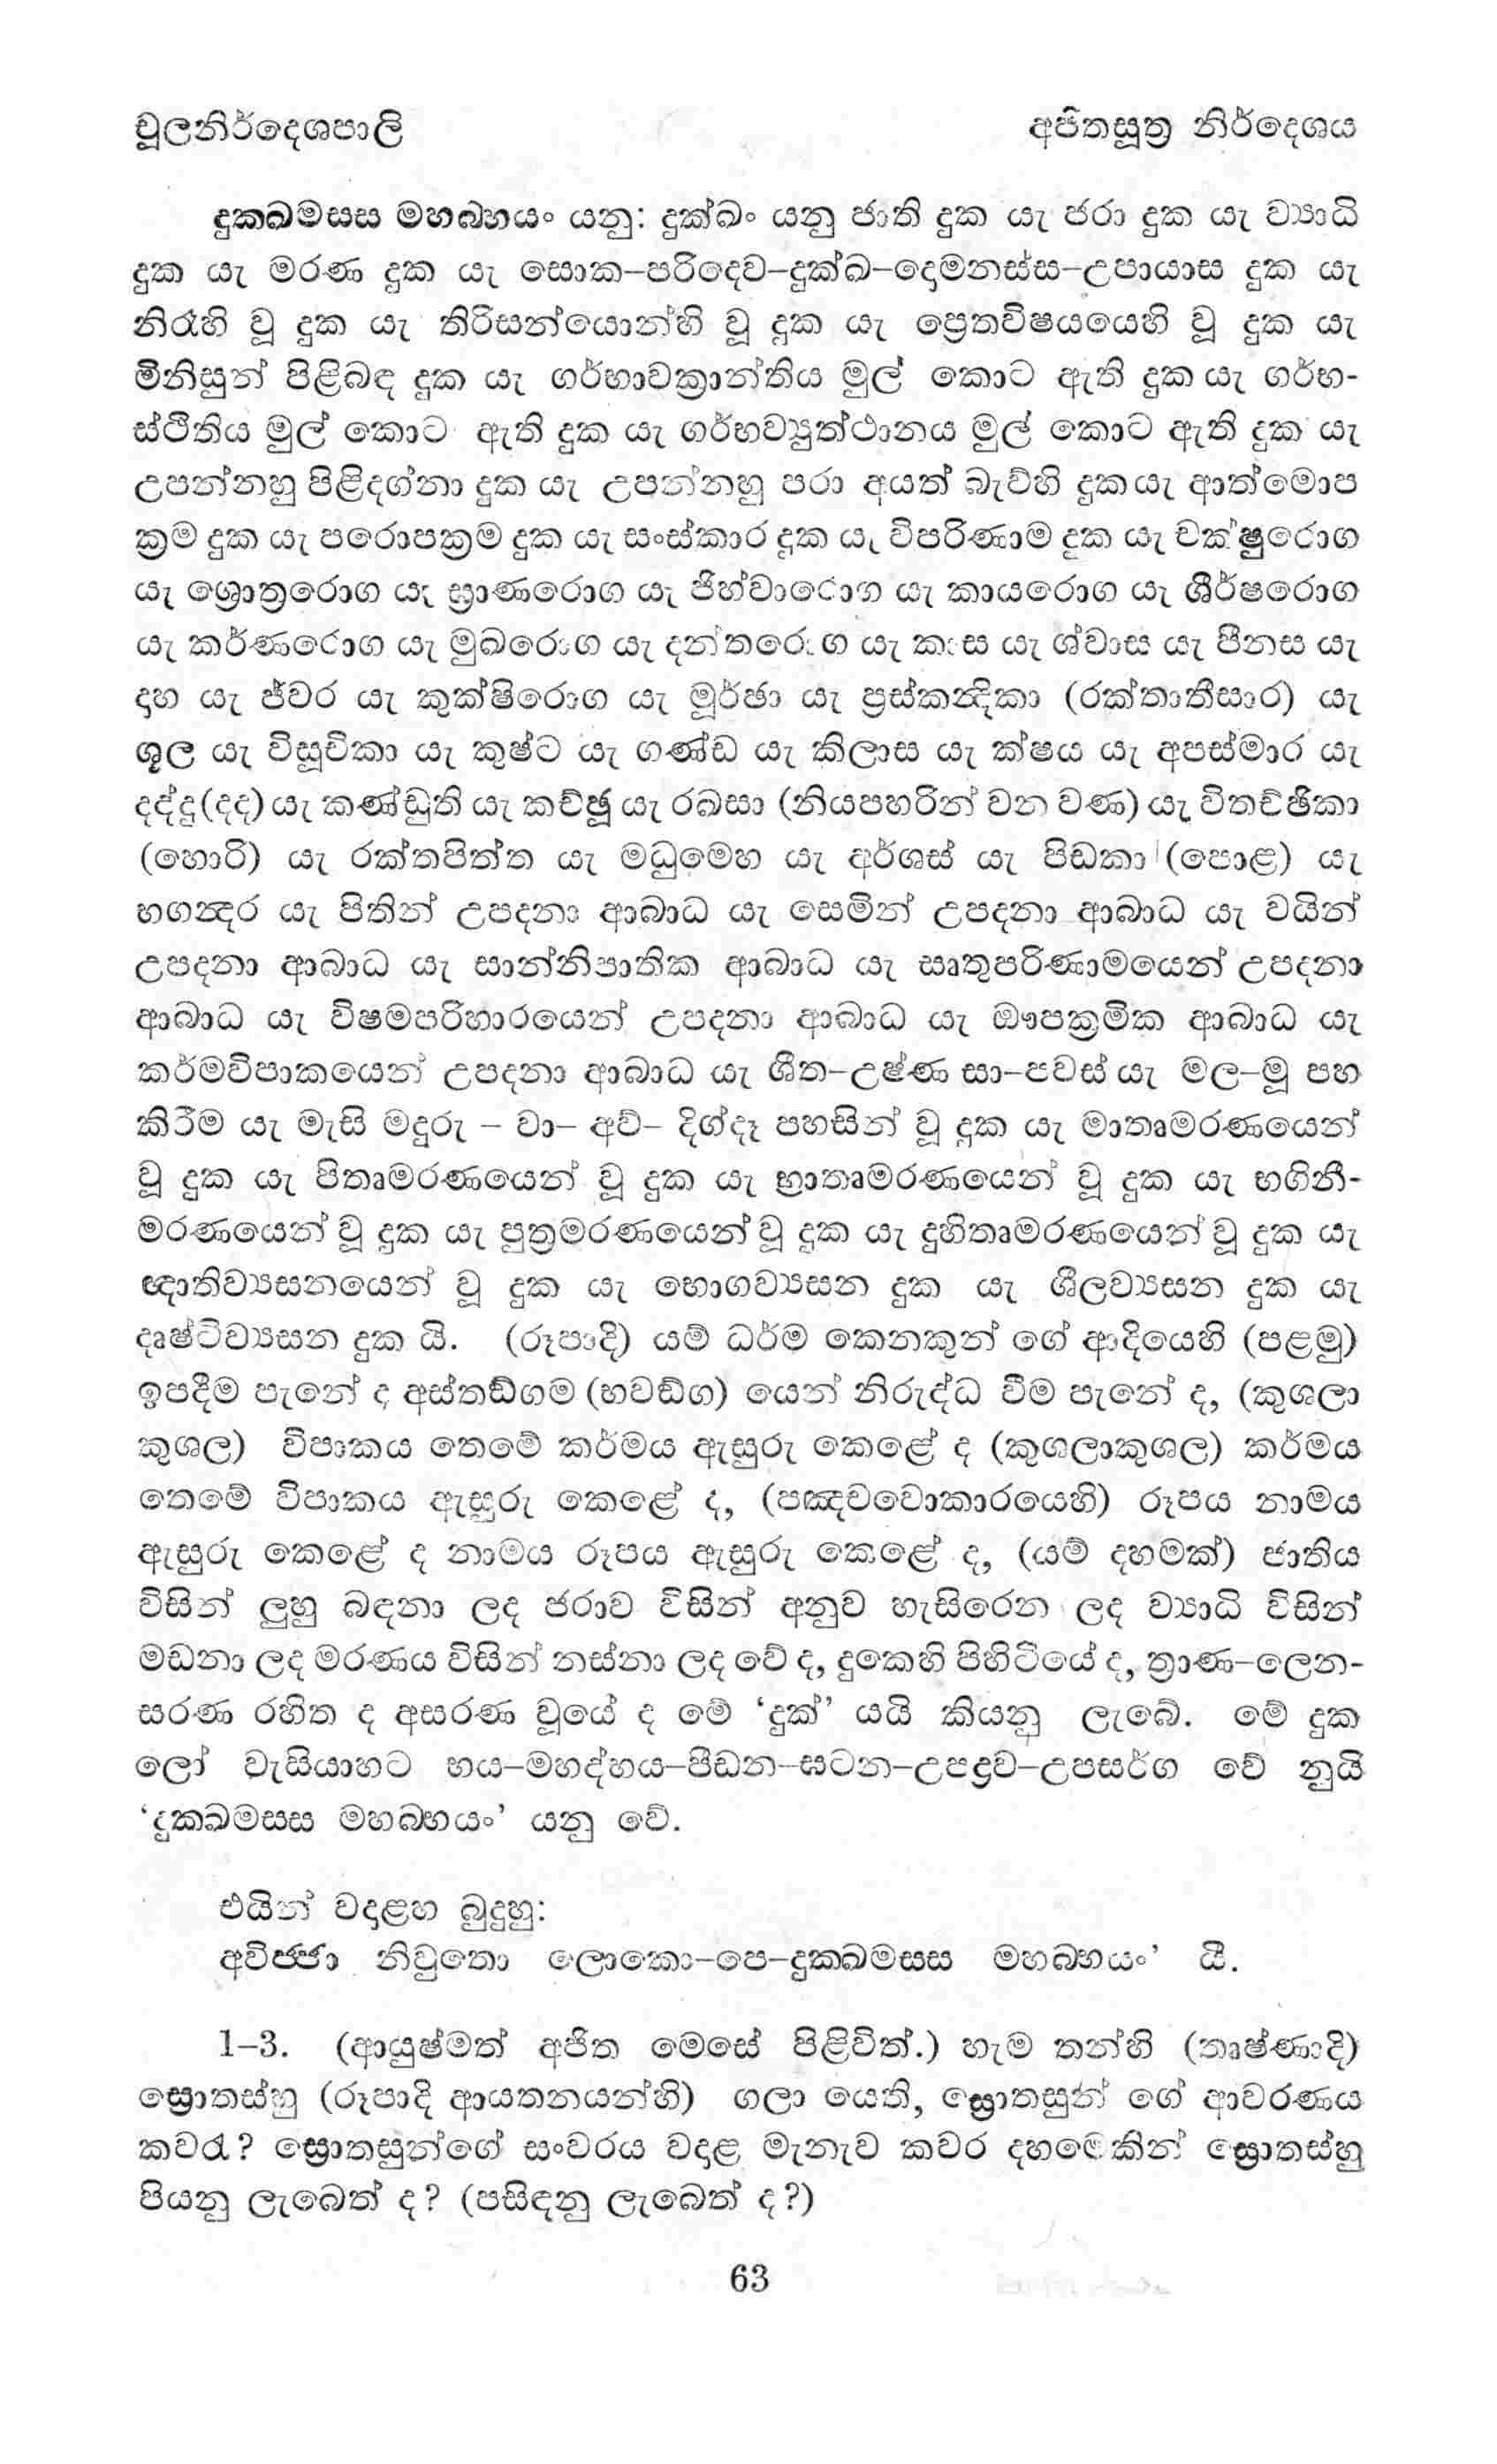 චූලනිර්දෙශපාලි	අජිතසූත්‍ර නිර්දෙශය
දුක්ඛමස්ස මහබ්භයං යනු: දුක්ඛං යනු ජාති දුක යැ ජරා දුක යැ ව්‍යාධි
දුක යැ මරණ දුක යැ සොක–පරිදෙව–දුක්ඛ–දොමනස්ස–උපායාස දුක යැ
නිරෑහි වූ දුක යැ තිරිසන්යොන්හි වූ දුක යැ ප්‍රෙතවිෂයයෙහි වූ දුක යැ
මිනිසුන් පිළිබඳ දුක යැ ගර්භාවක්‍රාන්තිය මුල් කොට ඇති දුක යැ ගර්භ-
ස්ථිතිය මුල් කොට ඇති දුක යැ ගර්භව්‍යුත්ථානය මුල් කොට ඇති දුක යැ
උපන්නහු පිළිදග්නා දුක යැ උපන්නහු පරා අයත් බැව්හි දුක යැ ආත්මොප
ක්‍රම දුක යැ පරොපක්‍රම දුක යැ සංස්කාර දුක යැ විපරිණාම දුක යැ චක්ෂුරොග
යැ ශ්‍රොත්‍රරොග යැ ඝ්‍රාණරොග යැ ජිහ්වාරොග යැ කායරොග යැ ශීර්ෂරොග
යැ කර්ණරොග යැ මුඛරොග යැ දන්තරොග යැ කාස යැ ශ්වාස යැ පීනස යැ
දාහ යැ ජ්වර යැ කුක්ෂිරොග යැ මූර්ඡා යැ ප්‍රස්කන්‍දිකා (රක්තාතීසාර) යැ
ශූල යැ විසූචිකා යැ කුෂ්ට යැ ගණ්ඩ යැ කිලාස යැ ක්ෂය යැ අපස්මාර යැ
දද්දු(දද) යැ කණ්ඩුති යැ කච්ඡූ යැ රඛසා (නියපහරින් වන වණ) යැ විතච්ඡිකා
(හොරි) යැ රක්තපිත්ත යැ මධුමෙහ යැ අර්ශස් යැ පිඩකා (පොළ) යැ
භගන්‍දර යැ පිතින් උපදනා ආබාධ යැ සෙමින් උපදනා ආබාධ යැ වයින්
උපදනා ආබාධ යැ සාන්නිපාතික ආබාධ යැ ඍතුපරිණාමයෙන් උපදනා
ආබාධ යැ විෂමපරිහාරයෙන් උපදනා ආබාධ යැ ඖපක්‍රමික ආබාධ යැ
කර්මවිපාකයෙන් උපදනා ආබාධ යැ ශීත–උෂ්ණ සා–පවස් යැ මල–මූ පහ
කිරීම යැ මැසි මදුරු – වා– අව්– දිග්දෑ පහසින් වූ දුක යැ මාතෘමරණයෙන්
වූ දුක යැ පිතෘමරණයෙන් වූ දුක යැ භ්‍රාතෘමරණයෙන් වූ දුක යැ භගිනී-
මරණයෙන් වූ දුක යැ පුත්‍රමරණයෙන් වූ දුක යැ දුහිතෘමරණයෙන් වූ දුක යැ
ඥාතිව්‍යසනයෙන් වූ දුක යැ භොගව්‍යසන දුක යැ ශීලව්‍යසන දුක යැ
දෘෂ්ටිව්‍යසන දුක යි. (රූපාදි) යම් ධර්ම කෙනකුන් ගේ ආදියෙහි (පළමු)
ඉපදීම පැනේ ද අස්තඞ්ගම (භවඞ්ග) යෙන් නිරුද්ධ වීම පැනේ ද, (කුශලා
කුශල) විපාකය තෙමේ කර්මය ඇසුරු කෙළේ ද (කුශලාකුශල) කර්මය
තෙමේ විපාකය ඇසුරු කෙළේ ද, (පඤ්චවොකාරයෙහි) රූපය නාමය
ඇසුරු කෙළේ ද නාමය රූපය ඇසුරු කෙළේ ද, (යම් දහමක්) ජාතිය
විසින් ලුහු බඳනා ලද ජරාව විසින් අනුව හැසිරෙන ලද ව්‍යාධි විසින්
මඩනා ලද මරණය විසින් නස්නා ලද වේ ද, දුකෙහි පිහිටියේ ද, ත්‍රාණ–ලෙන-
සරණ රහිත ද අසරණ වූයේ ද මේ ‘දුක්’ යයි කියනු ලැබේ. මේ දුක
ලෝ වැසියාහට භය–මහද්භය–පීඩන–ඝටන–උපද්‍රව–උපසර්ග වේ නුයි
‘දුක්ඛමස්ස මහබ්භයං’ යනු වේ.
එයින් වදාළහ බුදුහු:
අවිජ්ජා නිවුතො ලොකො–පෙ–දුක්ඛමස්ස මහබ්භයං’ යී.
1–3. (ආයුෂ්මත් අජිත මෙසේ පිළිවිත්.) හැම තන්හි (තෘෂ්ණාදි)
ස්‍රොතස්හු (රූපාදි ආයතනයන්හි) ගලා යෙති, ස්‍රොතසුන් ගේ ආවරණය
කවරැ? ස්‍රොතසුන්ගේ සංවරය වදාළ මැනැව කවර දහමෙකින් ස්‍රොතස්හු
පියනු ලැබෙත් ද? (පසිඳනු ලැබෙත් ද?)
63